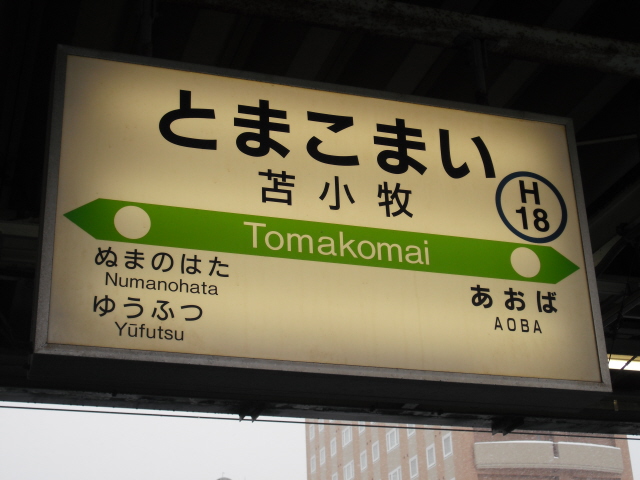 とまこまい
苫小牧
H
18
Tomakomai
ぬまのはた
Numanohata
ゆうふつ
Yūfutsu
あおば
AOBA